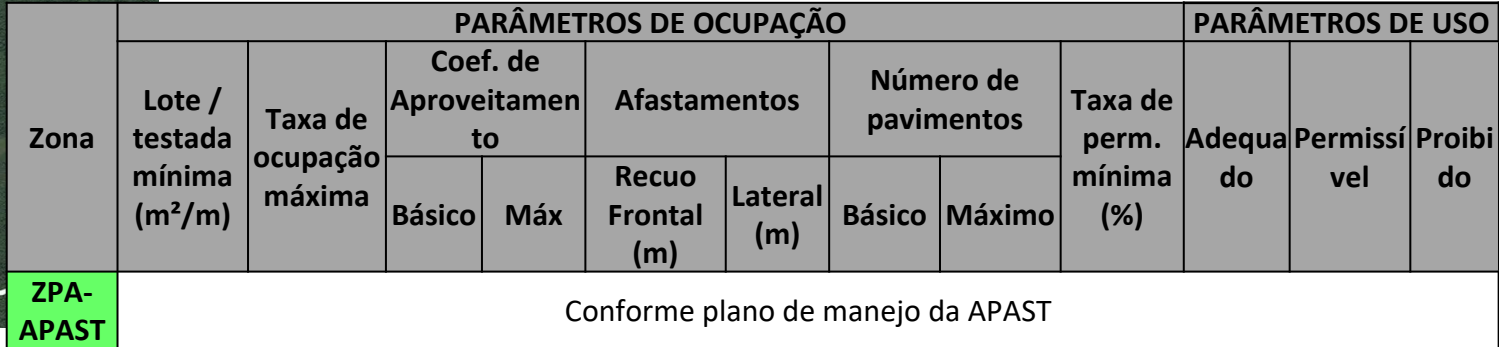 PARÂMETROS DE OCUPAÇÃO
PARÂMETROS DE USO
Zona
Lote /
testada
mínima
(m²/m)
Taxa de
ocupação
máxima
Coef. de
Aproveitamen
to
Afastamentos
Número de
pavimentos
Taxa de
perm.
mínima
(%)
Adequa
do
Permissí
vel
Proibi
do
Básico
Máx
Recuo
Frontal
(m)
Lateral
(m)
Básico
Máximo
ZPA-
APAST
Conforme plano de manejo da APAST